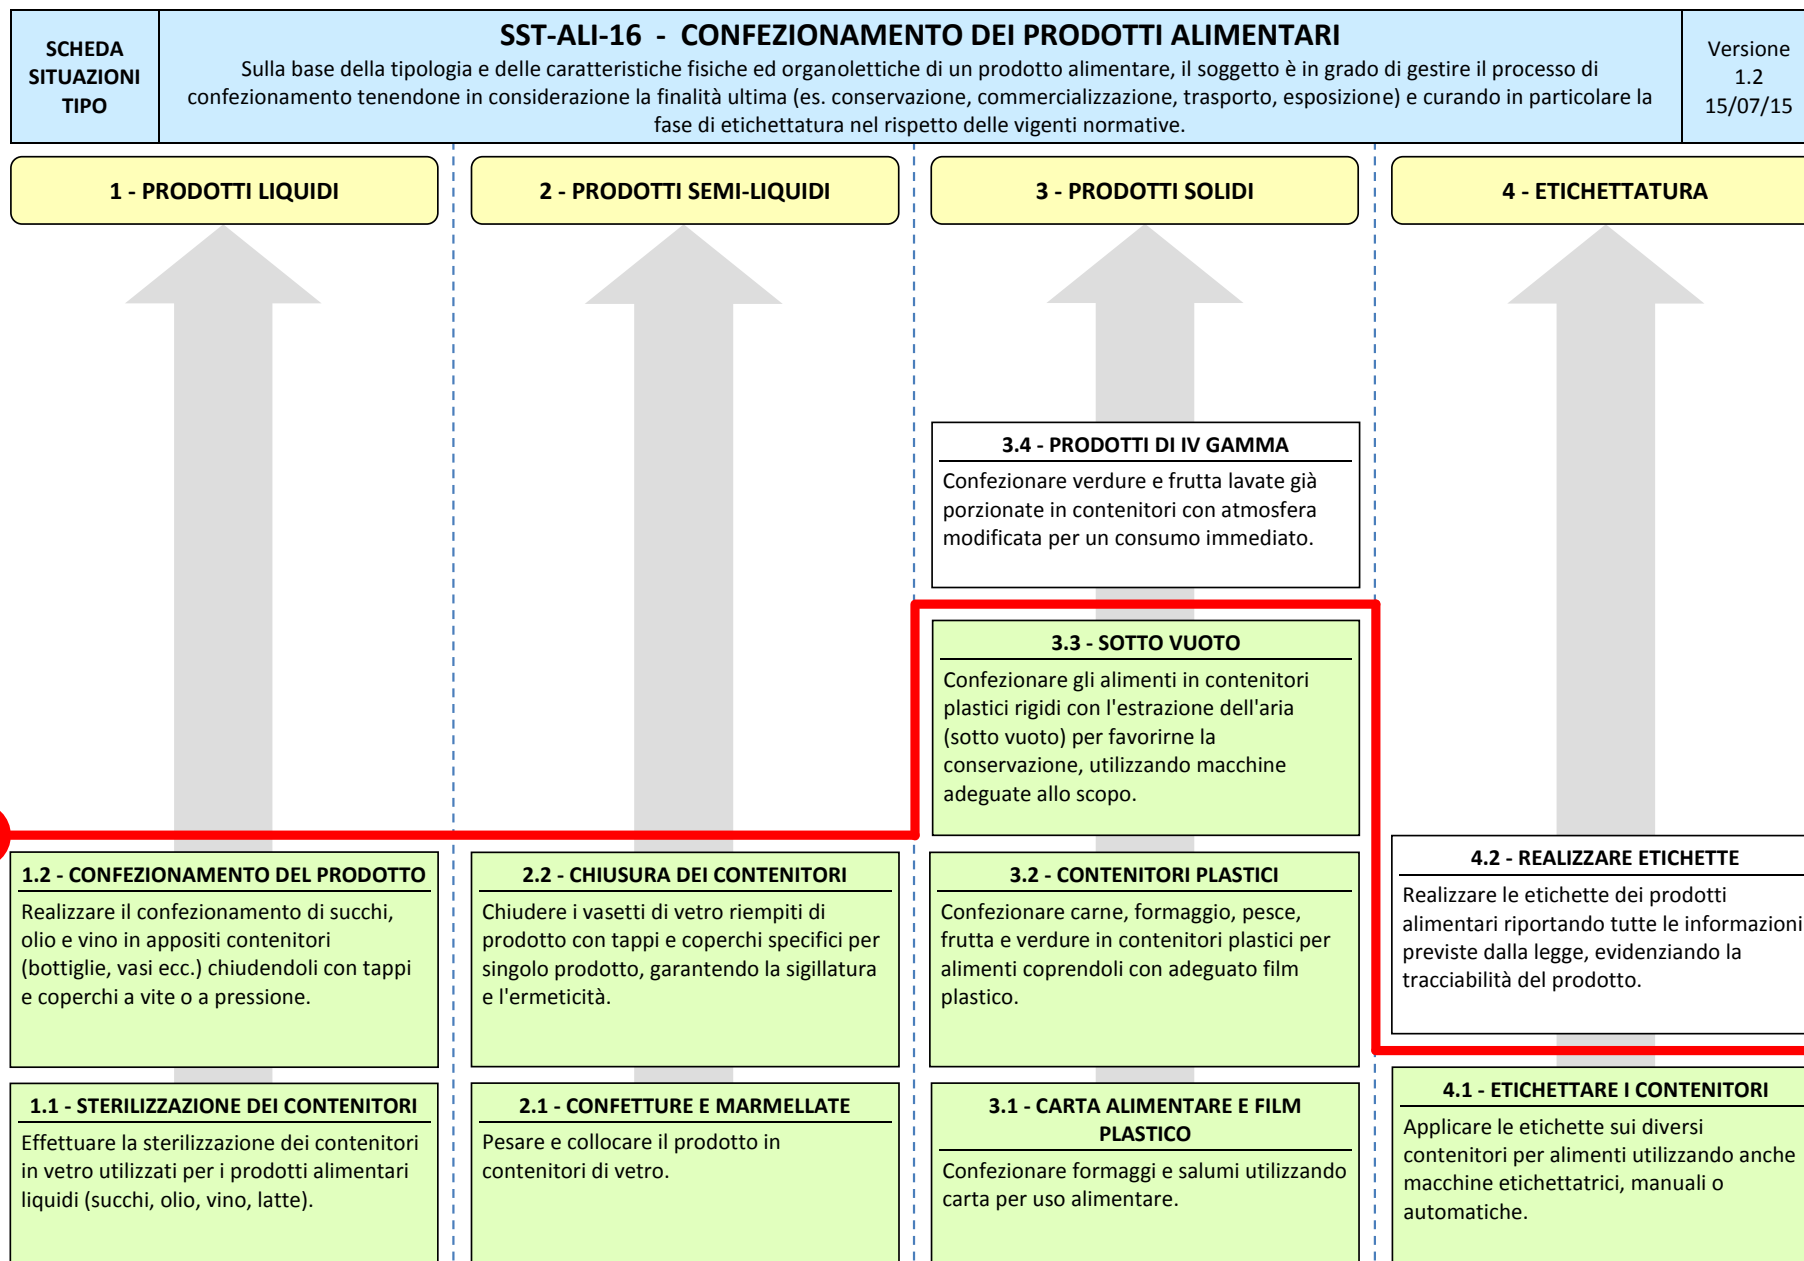 SCHEDA
SITUAZIONI
TIPO
SST-ALI-16 - CONFEZIONAMENTO DEI PRODOTTI ALIMENTARI
Sulla base della tipologia e delle caratteristiche fisiche ed organolettiche di un prodotto alimentare, il soggetto è in grado di gestire il processo di
confezionamento tenendone in considerazione la finalità ultima (es. conservazione, commercializzazione, trasporto, esposizione) e curando in particolare la
fase di etichettatura nel rispetto delle vigenti normative.
Versione
1.2
15/07/15
1 - PRODOTTI LIQUIDI
2 - PRODOTTI SEMI-LIQUIDI
3 - PRODOTTI SOLIDI
4 - ETICHETTATURA
3.4 - PRODOTTI DI IV GAMMA
Confezionare verdure e frutta lavate già
porzionate in contenitori con atmosfera
modificata per un consumo immediato.
3.3 - SOTTO VUOTO
Confezionare gli alimenti in contenitori
plastici rigidi con l'estrazione dell'aria
(sotto vuoto) per favorirne la
conservazione, utilizzando macchine
adeguate allo scopo.
1.2 - CONFEZIONAMENTO DEL PRODOTTO
Realizzare il confezionamento di succhi,
olio e vino in appositi contenitori
(bottiglie, vasi ecc.) chiudendoli con tappi
e coperchi a vite o a pressione.
2.2 - CHIUSURA DEI CONTENITORI
Chiudere i vasetti di vetro riempiti di
prodotto con tappi e coperchi specifici per
singolo prodotto, garantendo la sigillatura
e l'ermeticità.
3.2 - CONTENITORI PLASTICI
Confezionare carne, formaggio, pesce,
frutta e verdure in contenitori plastici per
alimenti coprendoli con adeguato film
plastico.
4.2 - REALIZZARE ETICHETTE
Realizzare le etichette dei prodotti
alimentari riportando tutte le informazioni
previste dalla legge, evidenziando la
tracciabilità del prodotto.
1.1 - STERILIZZAZIONE DEI CONTENITORI
Effettuare la sterilizzazione dei contenitori
in vetro utilizzati per i prodotti alimentari
liquidi (succhi, olio, vino, latte).
2.1 - CONFETTURE E MARMELLATE
Pesare e collocare il prodotto in
contenitori di vetro.
3.1 - CARTA ALIMENTARE E FILM
PLASTICO
Confezionare formaggi e salumi utilizzando
carta per uso alimentare.
4.1 - ETICHETTARE I CONTENITORI
Applicare le etichette sui diversi
contenitori per alimenti utilizzando anche
macchine etichettatrici, manuali o
automatiche.